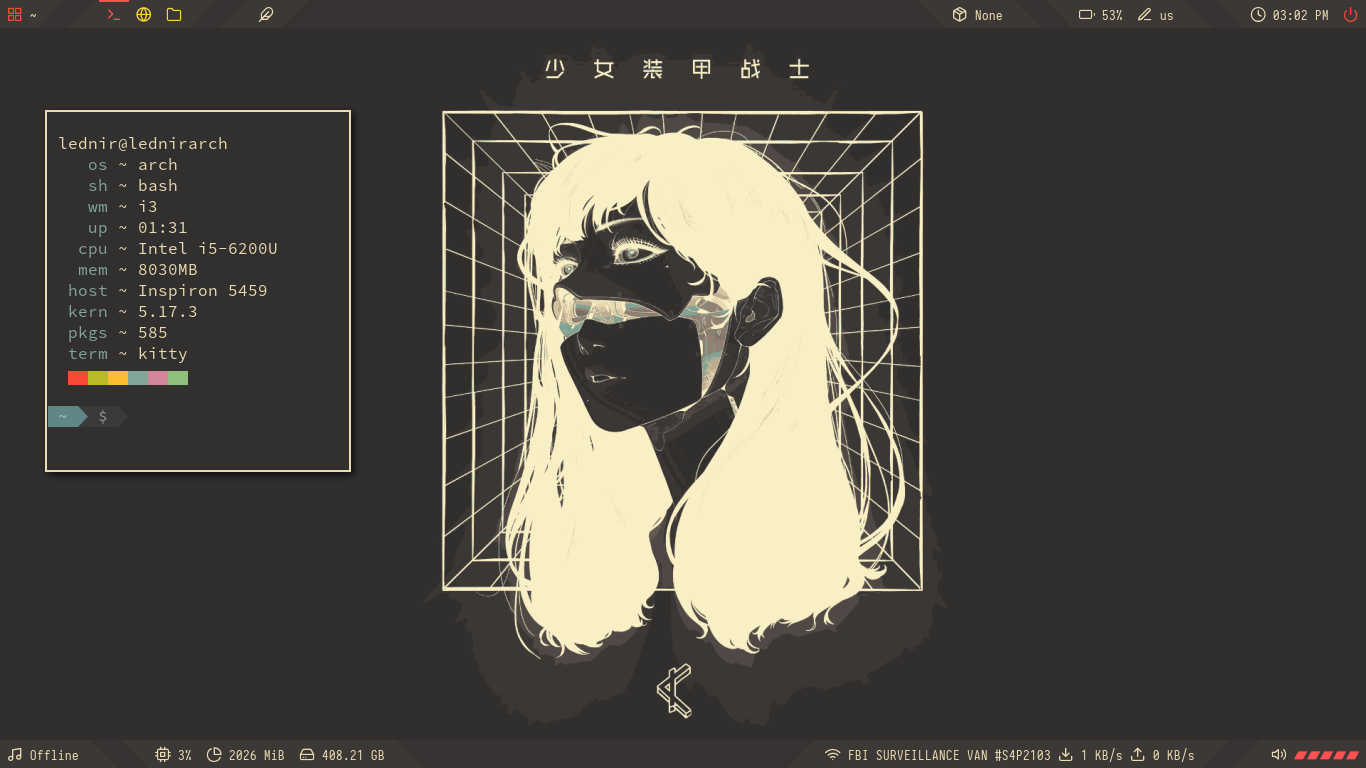 ~ None 53% us 03:02 PM
少女装甲战士
lednir@lednirarch
os ~ arch
sh ~ bash
wm ~ i3
up ~ 01:31
cpu ~ Intel i5-6200U
mem ~ 8030MB
host ~ Inspiron 5459
kern ~ 5.17.3
pkgs ~ 585
term ~ kitty
~ $
Offline 3% 2026 MiB 408.21 GB FBI SURVEILLANCE VAN #S4P2103 1 KB/s 0 KB/s